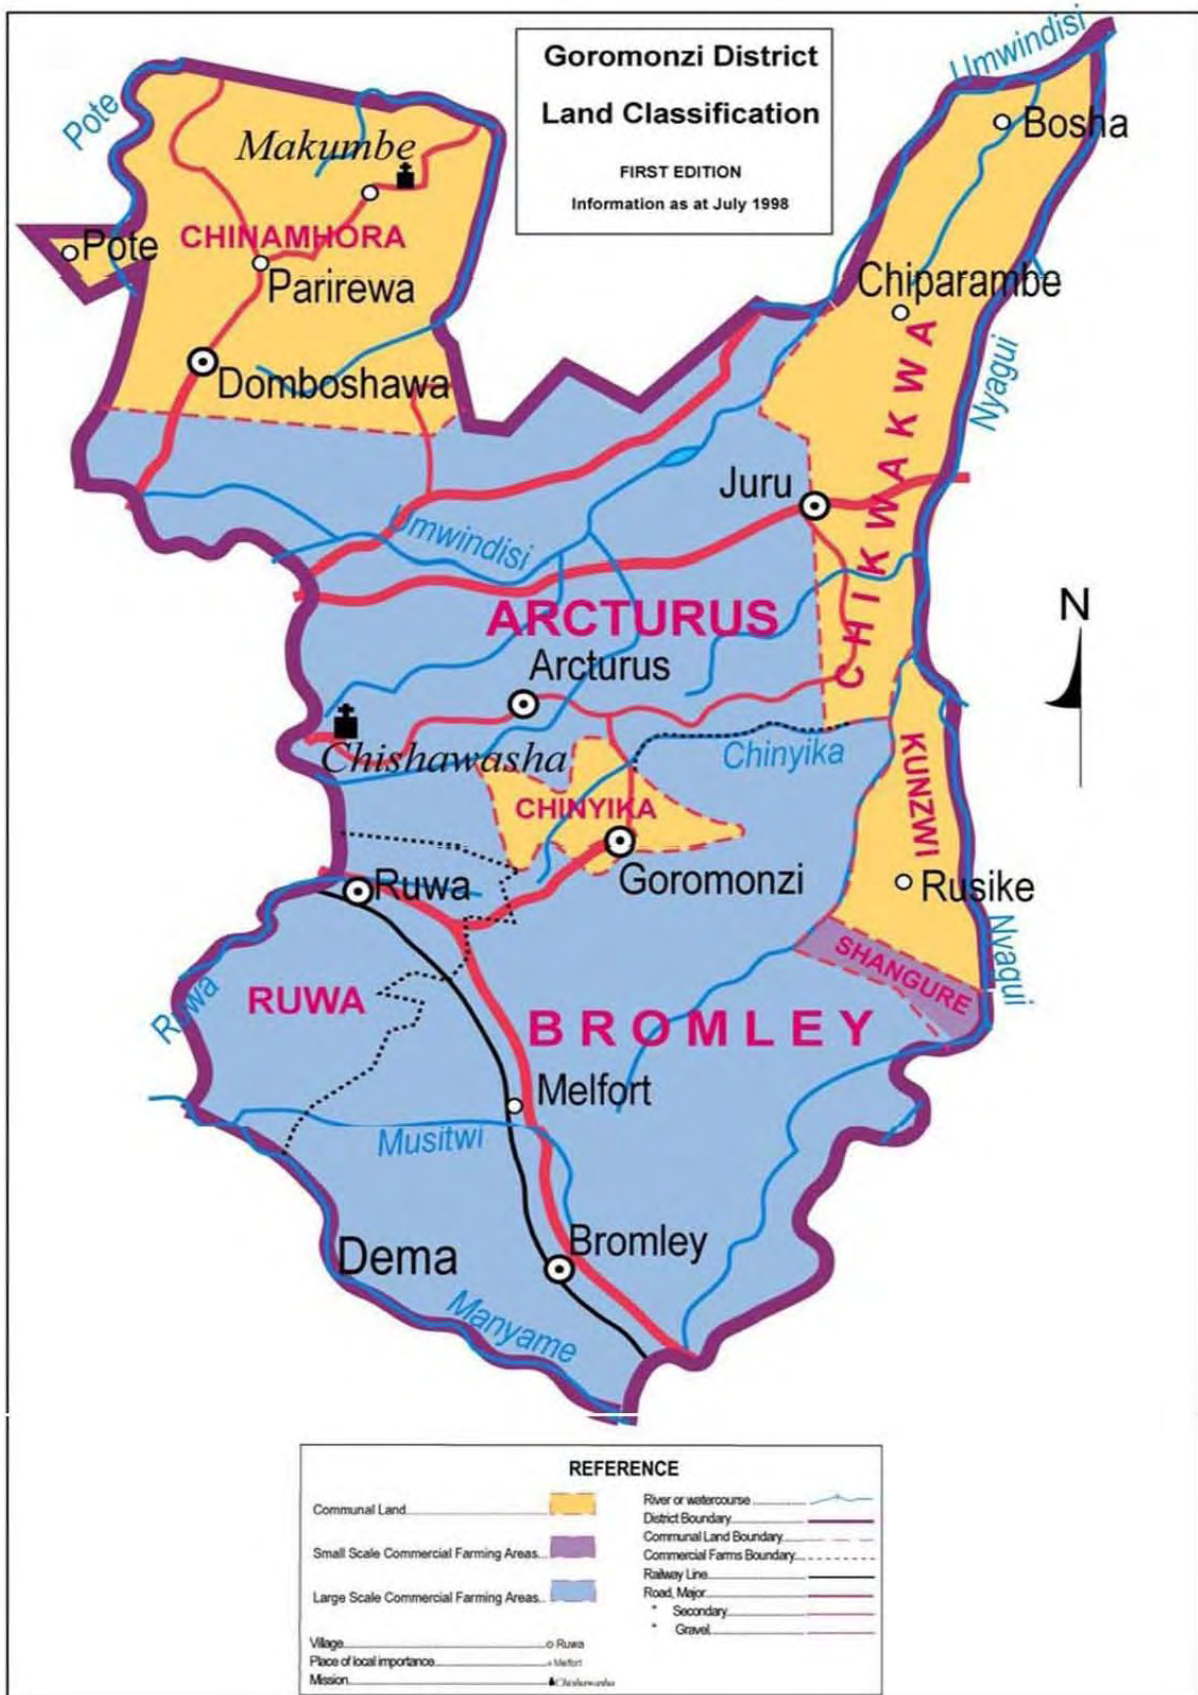 Goromonzi District
Land Classification
FIRST EDITION
Information as at July 1998
Umwindisi
Bosha
Pote
Makumbe
CHINAMHORA
Pote
Parirewa
Chiparambe
Domboshawa
Nyagui
CHIKWAKWA
Juru
Umwindisi
ARCTURUS
Arcturus
N
Chishawasha
Chinyika
KUNZWI
CHINYIKA
Goromonzi
Ruwa
Rusike
SHANGURE
Nyagui
Ruwa
RUWA
BROMLEY
Melfort
Musitwi
Bromley
Dema
Manyame
REFERENCE
Communal Land
Small Scale Commercial Farming Areas
Large Scale Commercial Farming Areas
Village Ruwa
Place of local importance Melfort
Mission Chishawasha
River or watercourse
District Boundary
Communal Land Boundary
Commercial Farms Boundary
Railway Line
Road, Major
" Secondary
" Gravel